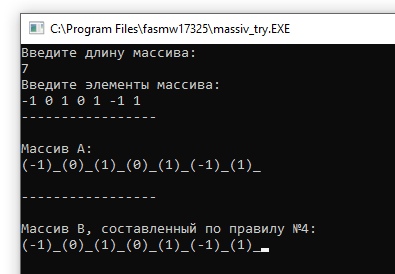 C:\Program Files\fasmw17325\massiv_try.EXE
Введите длину массива:
7
Введите элементы массива:
-1 0 1 0 1 -1 1
-----------------
Массив A:
(-1)_(0)_(1)_(0)_(1)_(-1)_(1)_
-----------------
Массив B, составленный по правилу №4:
(-1)_(0)_(1)_(0)_(1)_(-1)_(1)_